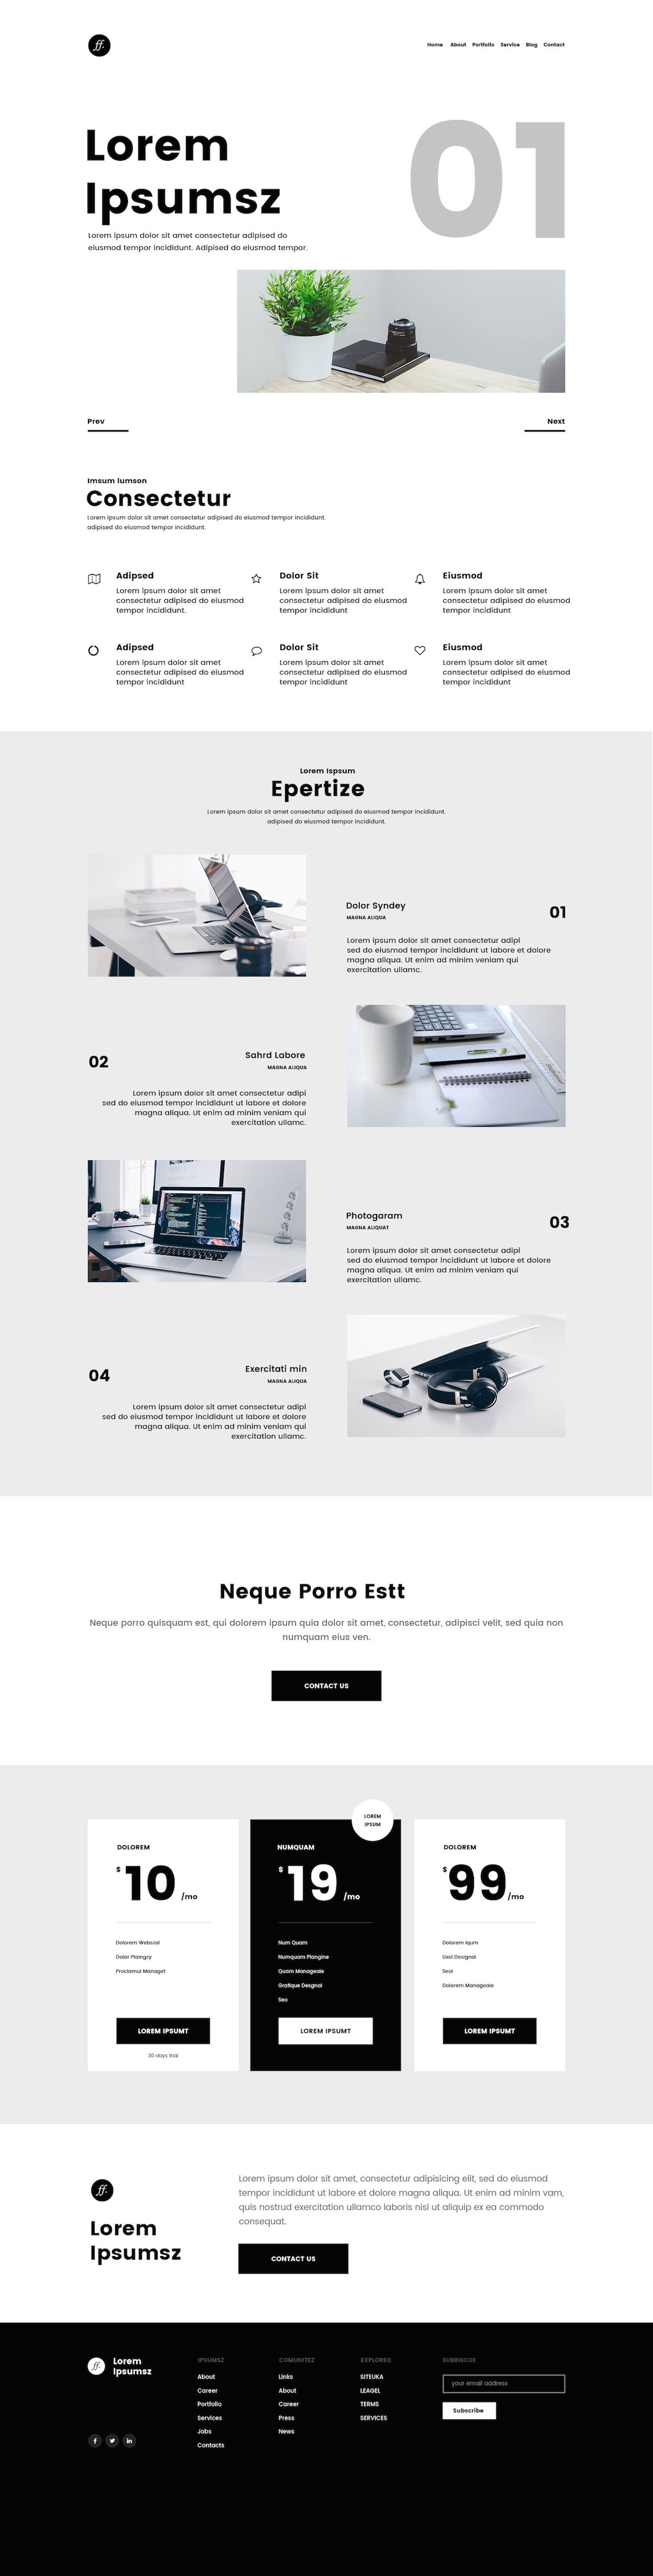 ff.
Home About Portfolio Service Blog Contact
Lorem
Ipsumsz
01
Lorem ipsum dolor sit amet consectetur adipised do
eiusmod tempor incididunt. Adipised do eiusmod tempor.
Prev
Next
Imsum Iumson
Consectetur
Lorem ipsum dolor sit amet consectetur adipised do eiusmod tempor incididunt.
adipised do eiusmod tempor incididunt.
Adipsed
Lorem ipsum dolor sit amet
consectetur adipised do eiusmod
tempor incididunt.
Dolor Sit
Lorem ipsum dolor sit amet
consectetur adipised do eiusmod
tempor incididunt
Eiusmod
Lorem ipsum dolor sit amet
consectetur adipised do eiusmod
tempor incididunt
Adipsed
Lorem ipsum dolor sit amet
consectetur adipised do eiusmod
tempor incididunt
Dolor Sit
Lorem ipsum dolor sit amet
consectetur adipised do eiusmod
tempor incididunt
Eiusmod
Lorem ipsum dolor sit amet
consectetur adipised do eiusmod
tempor incididunt
Lorem Ispsum
Epertize
Lorem ipsum dolor sit amet consectetur adipised do eiusmod tempor incididunt.
adipised do eiusmod tempor incididunt.
Dolor Syndey
MAGNA ALIQUA
01
Lorem ipsum dolor sit amet consectetur adipi
sed do eiusmod tempor incididunt ut labore et dolore
magna aliqua. Ut enim ad minim veniam qui
exercitation ullamc.
02
Sahrd Labore
MAGNA ALIQUA
Lorem ipsum dolor sit amet consectetur adipi
sed do eiusmod tempor incididunt ut labore et dolore
magna aliqua. Ut enim ad minim veniam qui
exercitation ullamc.
Photogaram
MAGNA ALIQUAT
03
Lorem ipsum dolor sit amet consectetur adipi
sed do eiusmod tempor incididunt ut labore et dolore
magna aliqua. Ut enim ad minim veniam qui
exercitation ullamc.
04
Exercitati min
MAGNA ALIQUA
Lorem ipsum dolor sit amet consectetur adipi
sed do eiusmod tempor incididunt ut labore et dolore
magna aliqua. Ut enim ad minim veniam qui
exercitation ullamc.
Neque Porro Estt
Neque porro quisquam est, qui dolorem ipsum quia dolor sit amet, consectetur, adipisci velit, sed quia non
numquam eius ven.
CONTACT US
DOLOREM
$ 10 /mo
Dolorem Webszal
Dolar Plaingzy
Proclamul Managet
LOREM IPSUMT
30 days trial
LOREM
IPSUM
NUMQUAM
$ 19 /mo
Num Quam
Numquam Plangine
Quam Manageale
Grafique Desgnal
Seo
LOREM IPSUMT
DOLOREM
$ 99 /mo
Dolorem Iqum
Uxel Designal
Seol
Dolorem Manageale
LOREM IPSUMT
ff.
Lorem
Ipsumsz
Lorem ipsum dolor sit amet, consectetur adipisicing elit, sed do eiusmod
tempor incididunt ut labore et dolore magna aliqua. Ut enim ad minim vam,
quis nostrud exercitation ullamco laboris nisi ut aliquip ex ea commodo
consequat.
CONTACT US
ff.
Lorem
Ipsumsz
IPSUMSZ
About
Career
Portfolio
Services
Jobs
Contacts
COMUNITEZ
Links
About
Career
Press
News
EXPLOREQ
SITEUKA
LEAGEL
TERMS
SERVICES
SUBRISCUE
your email address
Subscribe